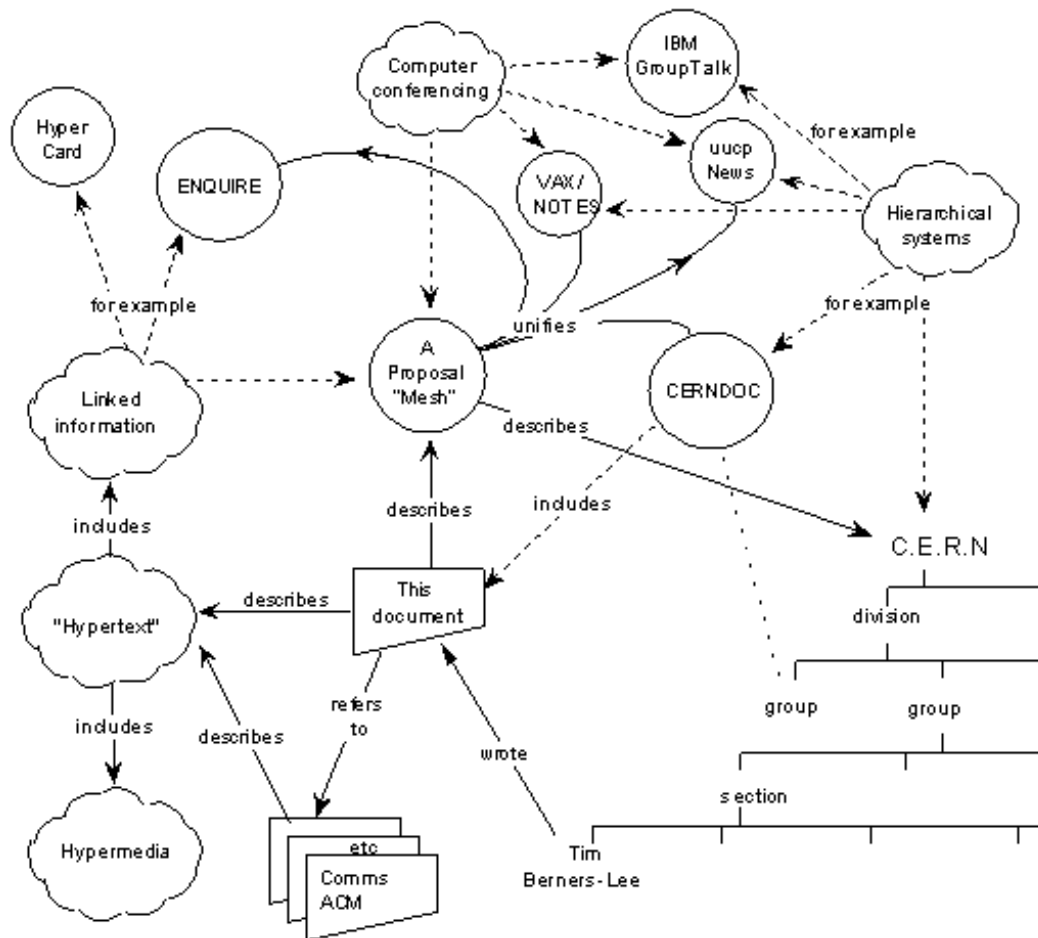 IBM
GroupTalk
Computer
conferencing
Hyper
Card
for example
uucp
News
ENQUIRE
VAX/
NOTES
Hierarchical
systems
for example
for example
unifies
A
Proposal
"Mesh"
CERNDOC
Linked
information
describes
includes
describes
includes
C.E.R.N
This
document
describes
"Hypertext"
division
refers
to
group
group
includes
describes
wrote
section
Hypermedia
etc
Comms
ACM
Tim
Berners-Lee